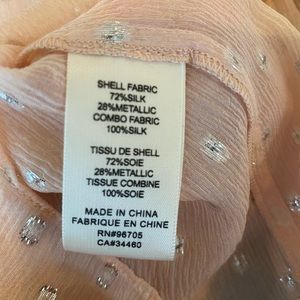 SHELL FABRIC
72%SILK
28%METALLIC
COMBO FABRIC
100%SILK
TISSU DE SHELL
72%SOIE
28%METALLIC
TISSUE COMBINE
100%SOIE
MADE IN CHINA
FABRIQUE EN CHINE
RN#96705
CA#34460